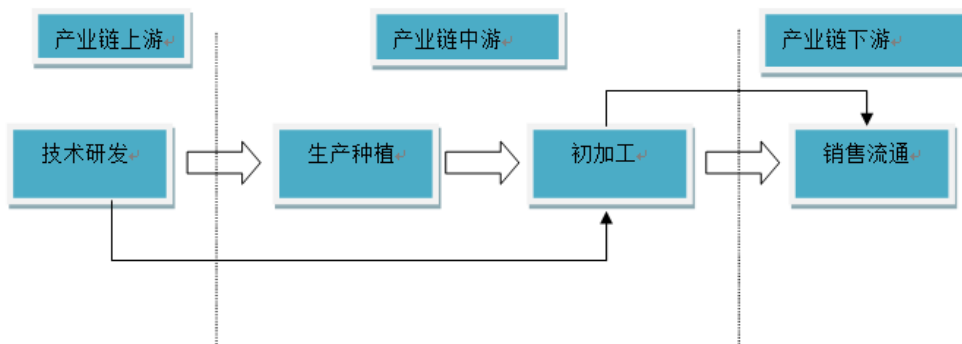 产业链上游
产业链中游
产业链下游
技术研发
生产种植
初加工
销售流通